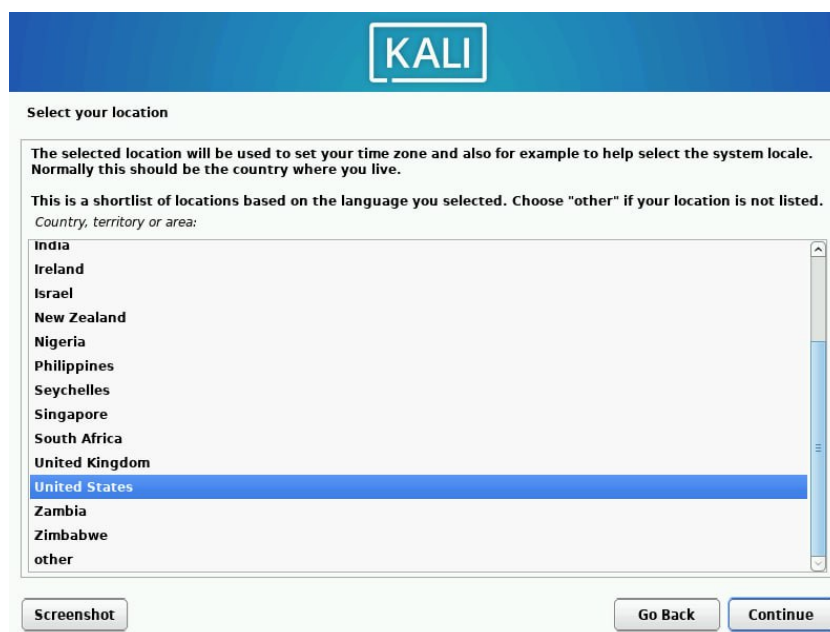 KALI
Select your location
The selected location will be used to set your time zone and also for example to help select the system locale.
Normally this should be the country where you live.
This is a shortlist of locations based on the language you selected. Choose "other" if your location is not listed.
Country, territory or area:
India
Ireland
Israel
New Zealand
Nigeria
Philippines
Seychelles
Singapore
South Africa
United Kingdom
United States
Zambia
Zimbabwe
other
Screenshot
Go Back
Continue